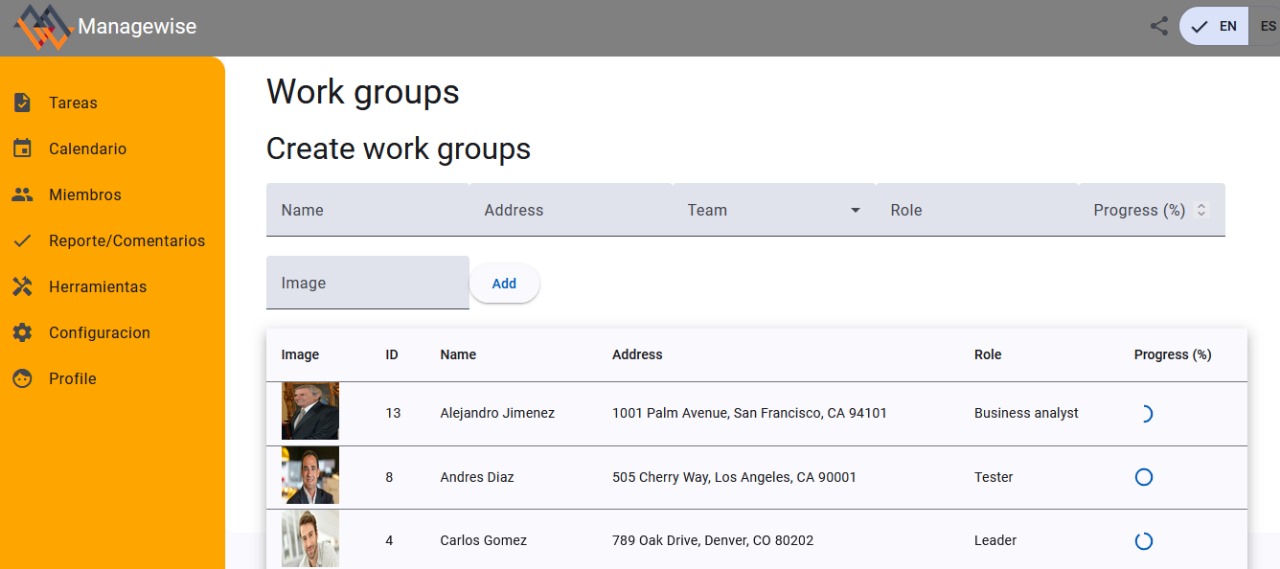 Managewise
EN ES
Tareas
Calendario
Miembros
Reporte/Comentarios
Herramientas
Configuracion
Profile
Work groups
Create work groups
Name Address Team Role Progress (%)
Image Add
Image ID Name Address Role Progress (%)
13 Alejandro Jimenez 1001 Palm Avenue, San Francisco, CA 94101 Business analyst
8 Andres Diaz 505 Cherry Way, Los Angeles, CA 90001 Tester
4 Carlos Gomez 789 Oak Drive, Denver, CO 80202 Leader